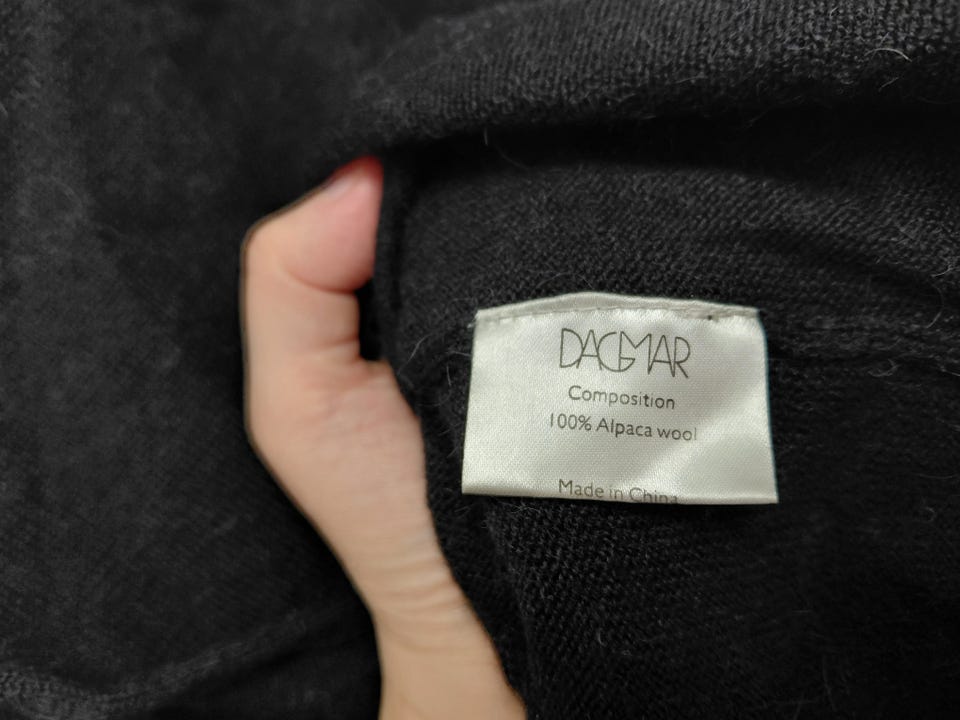 DAGMAR
Composition
100% Alpaca wool
Made in China